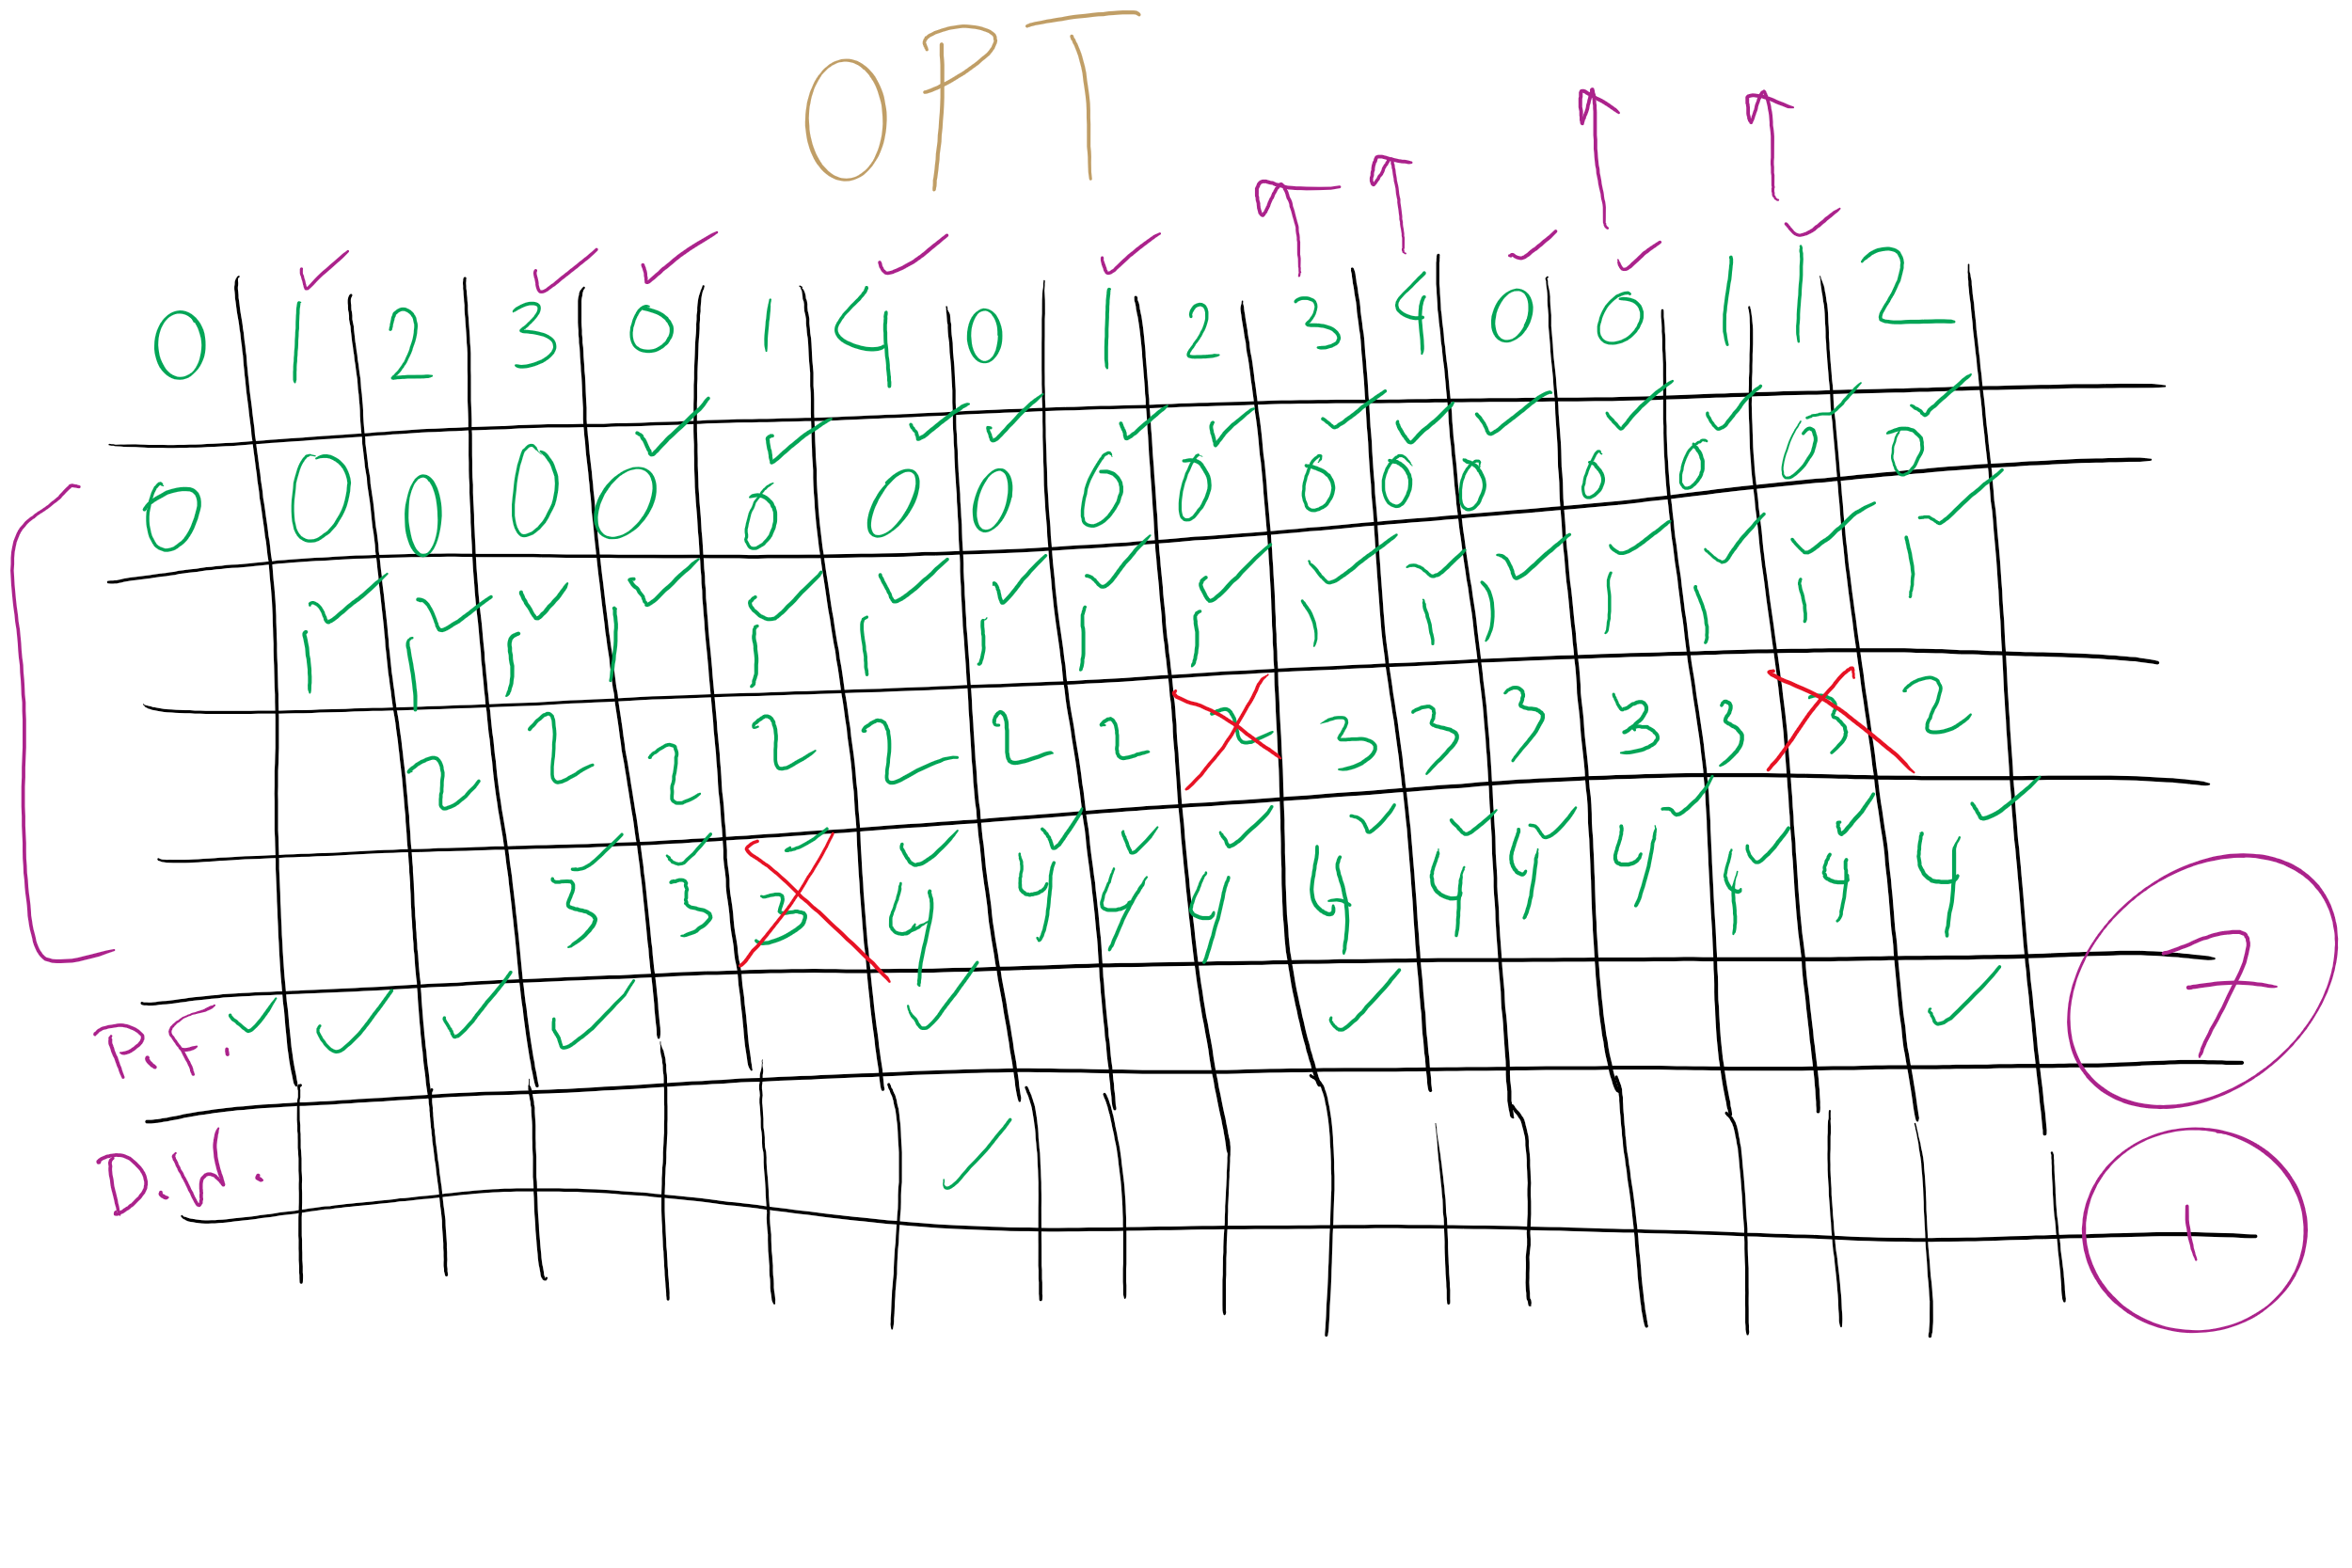 OPT
0 1 2 3 0 1 4 0 1 2 3 4 0 0 1 1 2
0 0 0 0 0 0 0 0 0 0 0 0 0 0 0 0 0
1 1 1 1 1 1 1 1 1 1 1 1 1 1 1 1
2 2 2 2 2 2 2 2 3 3 3 3 3 3 2
3 3 3 4 4 4 4 4 4 4 4 4 4 4
R.F. 7
D.W. 1